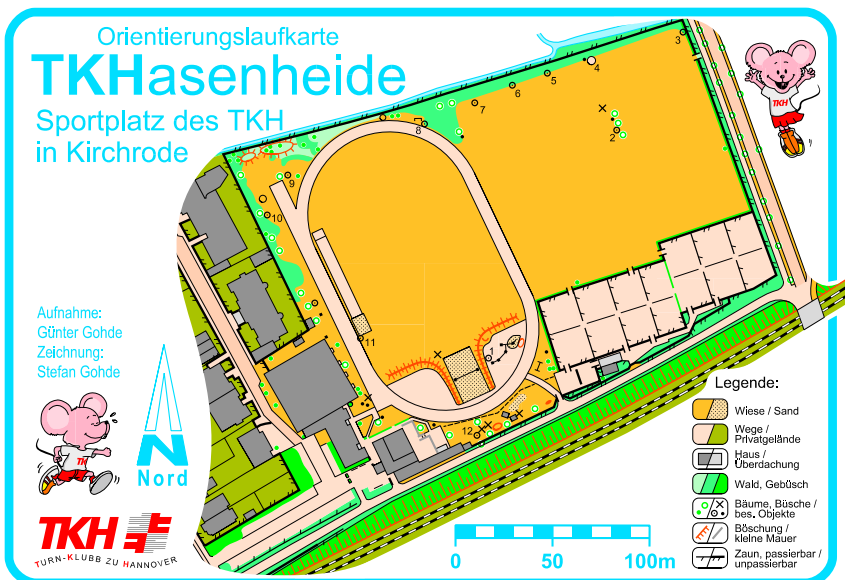 Orientierungslaufkarte
TKHasenheide
Sportplatz des TKH
in Kirchrode
TKH
3
4
5
6
7
8
2
9
10
11
1
12
Aufnahme:
Günter Gohde
Zeichnung:
Stefan Gohde
Nord
TKH
TKH
TURN-KLUBB ZU HANNOVER
0 50 100m
Legende:
Wiese / Sand
Wege /
Privatgelände
Haus /
Überdachung
Wald, Gebüsch
Bäume, Büsche /
bes. Objekte
Böschung /
kleine Mauer
Zaun, passierbar /
unpassierbar